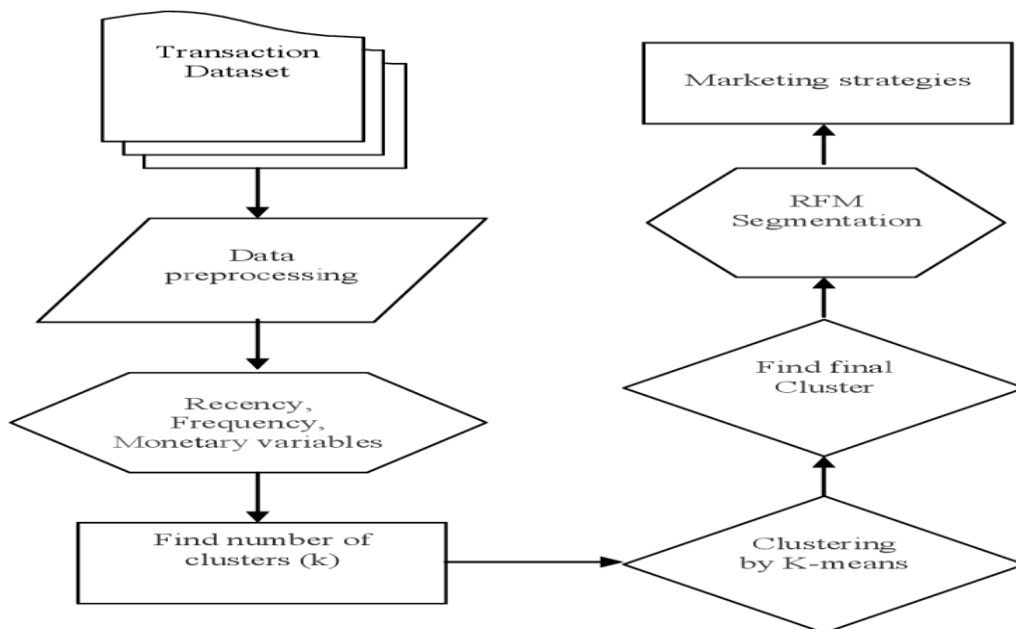 Transaction
Dataset
Data
preprocessing
Recency,
Frequency,
Monetary variables
Find number of
clusters (k)
Clustering
by K-means
Find final
Cluster
RFM
Segmentation
Marketing strategies